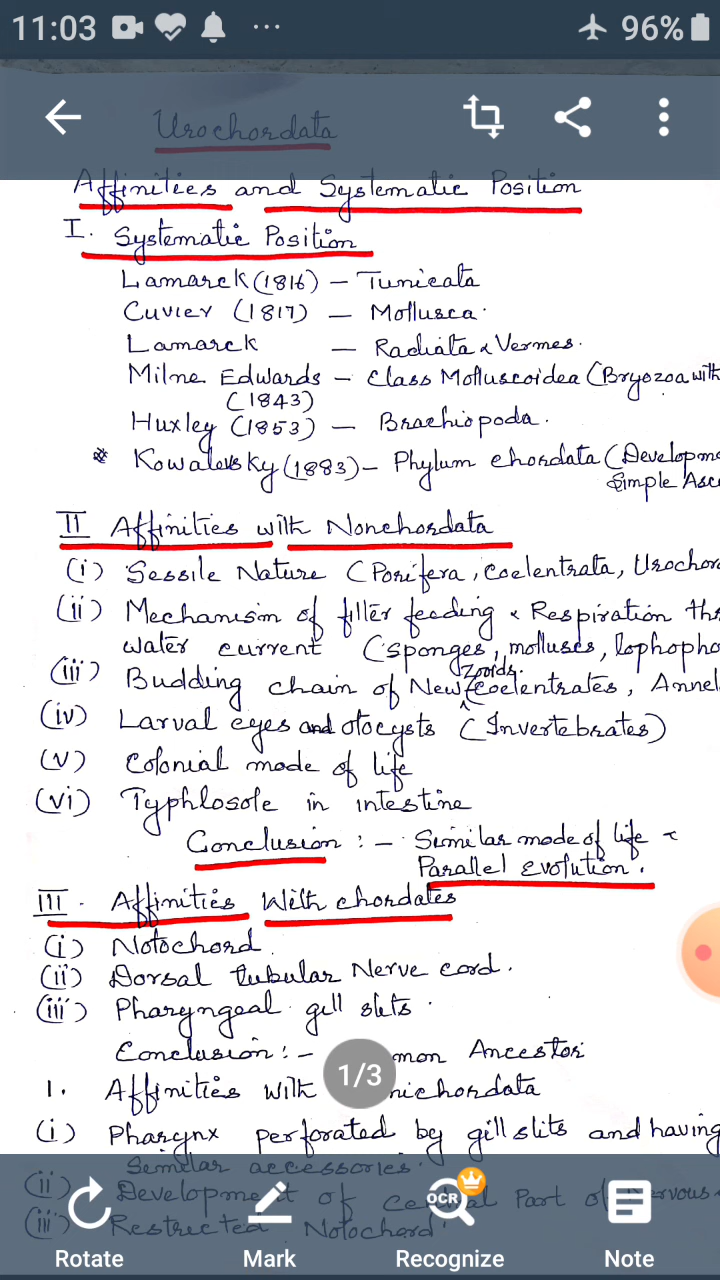 11:03 ... 96%
Urochordata
Affinities and Systematic Position
I. Systematic Position
Lamarck (1816) – Tunicata
Cuvier (1817) – Mollusca.
Lamarck – Radiata & Vermes.
Milne Edwards – Class Molluscoidea (Bryozoa with
(1843)
Huxley (1853) – Brachiopoda.
* Kowalevsky (1883) – Phylum chordata (Developme
Simple Asc
II Affinities with Nonchordata
(i) Sessile Nature (Porifera, Coelentrata, Urochor
(ii) Mechanism of filter feeding & Respiration th
water current (sponges, molluscs, lophopho
Zooids.
(iii) Budding chain of New (coelentrates, Annel
(iv) Larval eyes and otocysts (Invertebrates)
(v) Colonial mode of life
(vi) Typhlosole in intestine
Conclusion :– Similar mode of life &
Parallel Evolution.
III. Affinities With chordates
(i) Notochord
(ii) Dorsal tubular Nerve cord.
(iii) Pharyngeal gill slits.
Conclusion :– mon Ancestor
1/3
1. Affinities with nichordata
(i) Pharynx perforated by gill slits and having
Similar accessories.
(ii) Development of central Part of Nervous
(iii) Restricted Notochord.
OCR
Rotate Mark Recognize Note